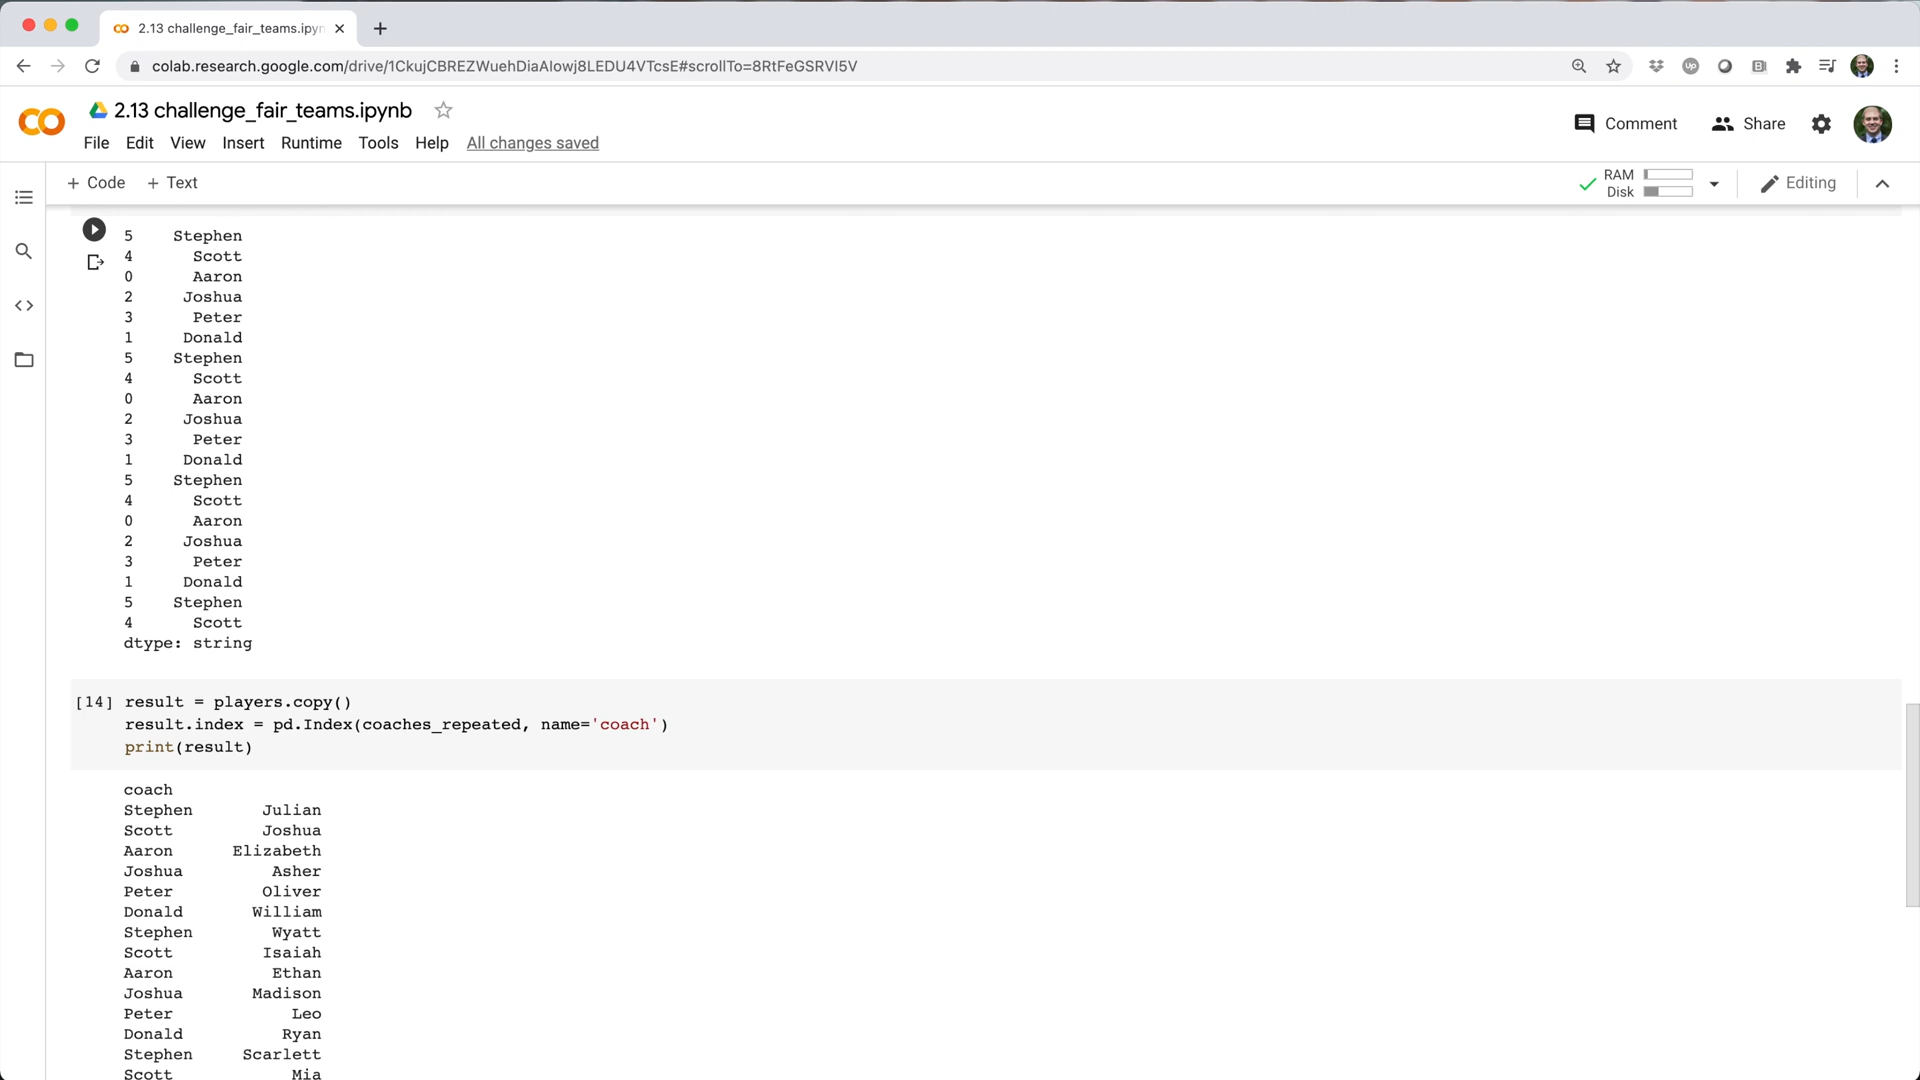 2.13 challenge_fair_teams.ipyn
colab.research.google.com/drive/1CkujCBREZWuehDiaAIowj8LEDU4VTcsE#scrollTo=8RtFeGSRVI5V
2.13 challenge_fair_teams.ipynb
Comment
Share
File Edit View Insert Runtime Tools Help All changes saved
+ Code + Text
RAM
Disk
Editing
5 Stephen
4 Scott
0 Aaron
2 Joshua
3 Peter
1 Donald
5 Stephen
4 Scott
0 Aaron
2 Joshua
3 Peter
1 Donald
5 Stephen
4 Scott
0 Aaron
2 Joshua
3 Peter
1 Donald
5 Stephen
4 Scott
dtype: string
[14] result = players.copy()
result.index = pd.Index(coaches_repeated, name='coach')
print(result)
coach
Stephen Julian
Scott Joshua
Aaron Elizabeth
Joshua Asher
Peter Oliver
Donald William
Stephen Wyatt
Scott Isaiah
Aaron Ethan
Joshua Madison
Peter Leo
Donald Ryan
Stephen Scarlett
Scott Mia